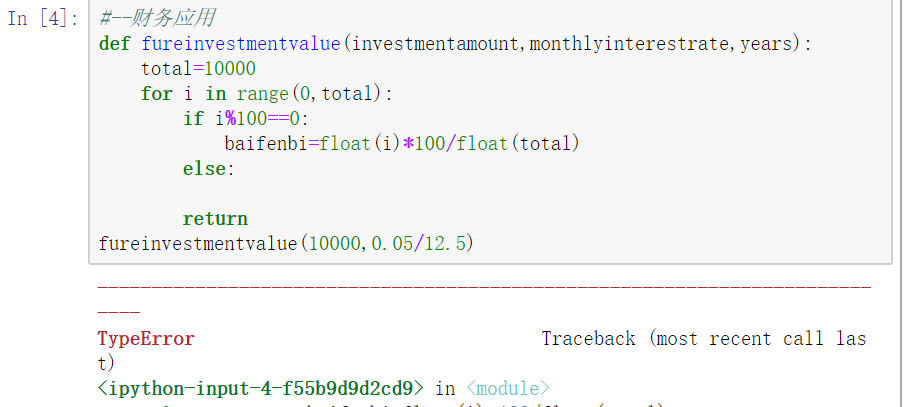 In [4]:
#--财务应用
def fureinvestmentvalue(investmentamount,monthlyinterestrate,years):
    total=10000
    for i in range(0,total):
        if i%100==0:
            baifenbi=float(i)*100/float(total)
        else:
        return
fureinvestmentvalue(10000,0.05/12.5)
---------------------------------------------------------------------------
TypeError                                 Traceback (most recent call las
t)
<ipython-input-4-f55b9d9d2cd9> in <module>